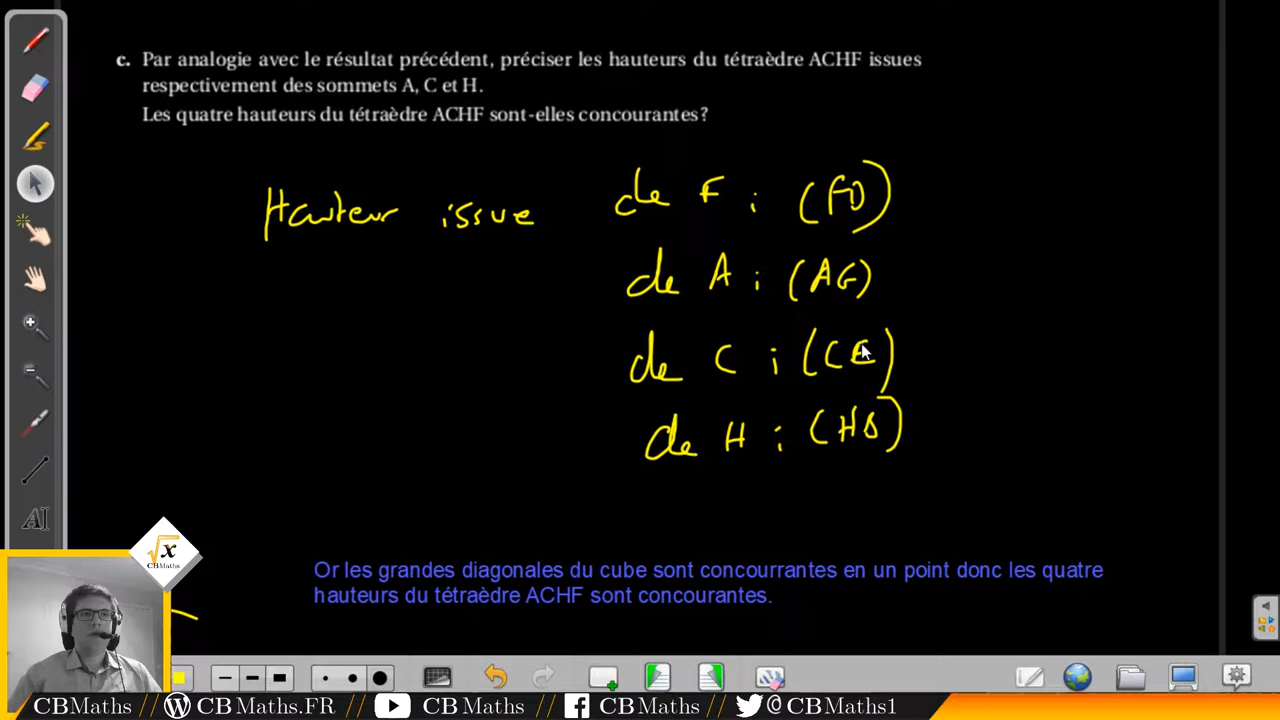 c. Par analogie avec le résultat précédent, préciser les hauteurs du tétraèdre ACHF issues
respectivement des sommets A, C et H.
Les quatre hauteurs du tétraèdre ACHF sont-elles concourantes?
Hauteur issue de F : (FD)
de A : (AG)
de C : (CE)
de H : (HB)
Or les grandes diagonales du cube sont concourrantes en un point donc les quatre
hauteurs du tétraèdre ACHF sont concourantes.
AI
√x
CBMaths
CBMaths CBMaths.FR CBMaths CBMaths @CBMaths1